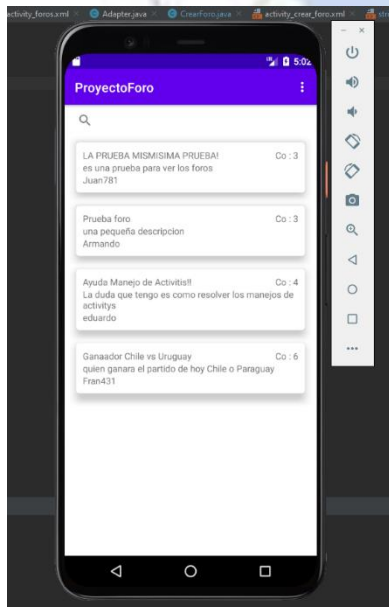 activity_foros.xml Adapter.java CrearForo.java activity_crear_foro.xml
5:02
ProyectoForo
LA PRUEBA MISMISIMA PRUEBA! Co : 3
es una prueba para ver los foros
Juan781
Prueba foro Co : 3
una pequeña descripcion
Armando
Ayuda Manejo de Activitis!! Co : 4
La duda que tengo es como resolver los manejos de
activitys
eduardo
Ganaador Chile vs Uruguay Co : 6
quien ganara el partido de hoy Chile o Paraguay
Fran431